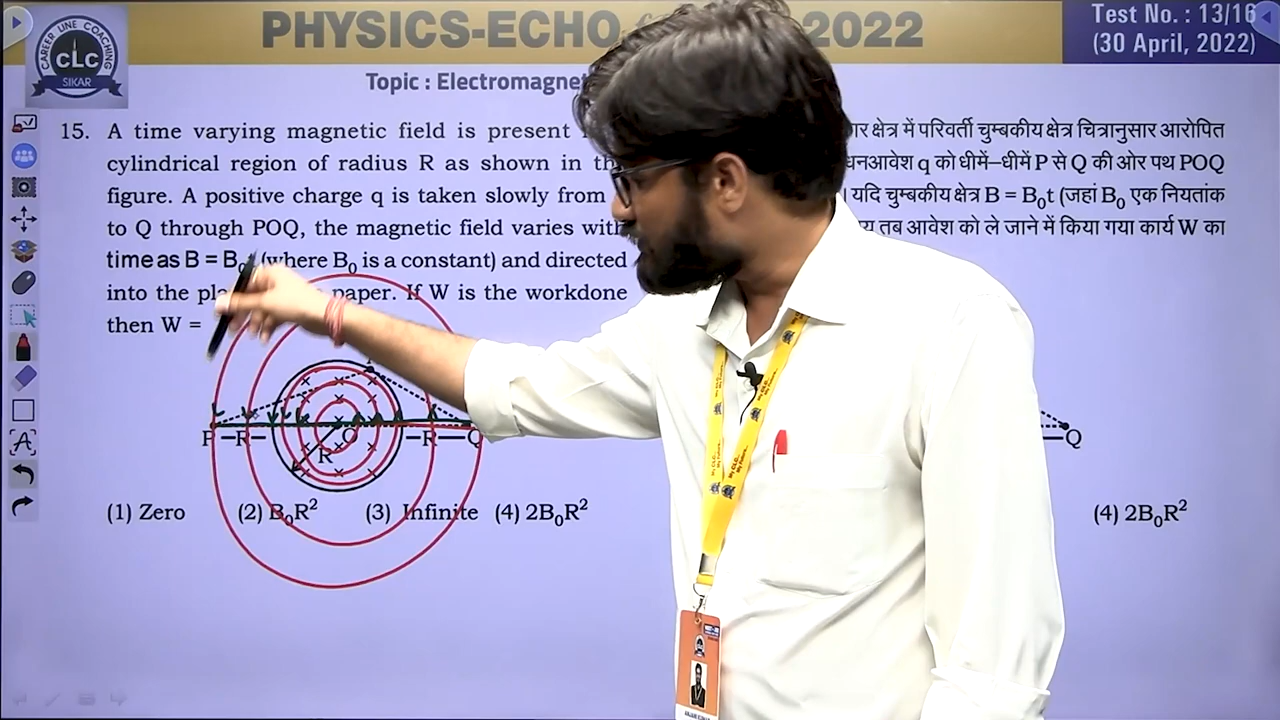 PHYSICS-ECHO 2022
Test No. : 13/16
(30 April, 2022)
CAREER LINE COACHING
CLC
SIKAR
Topic :
15. A time varying magnetic field is present
cylindrical region of radius R as shown in
figure. A positive charge q is taken slowly from
to Q through POQ, the magnetic field varies with
time as B = B₀ (where B₀ is a constant) and directed
into the paper. If W is the workdone
then W =
P R O R Q
R
(1) Zero (2) B₀R² (3) Infinite (4) 2B₀R²
क्षेत्र में परिवर्ती चुम्बकीय क्षेत्र चित्रानुसार आरोपित
q को धीमें–धीमें P से Q की ओर पथ POQ
। यदि चुम्बकीय क्षेत्र B = B₀t (जहां B₀ एक नियतांक
तब आवेश को ले जाने में किया गया कार्य W का
Q
(4) 2B₀R²